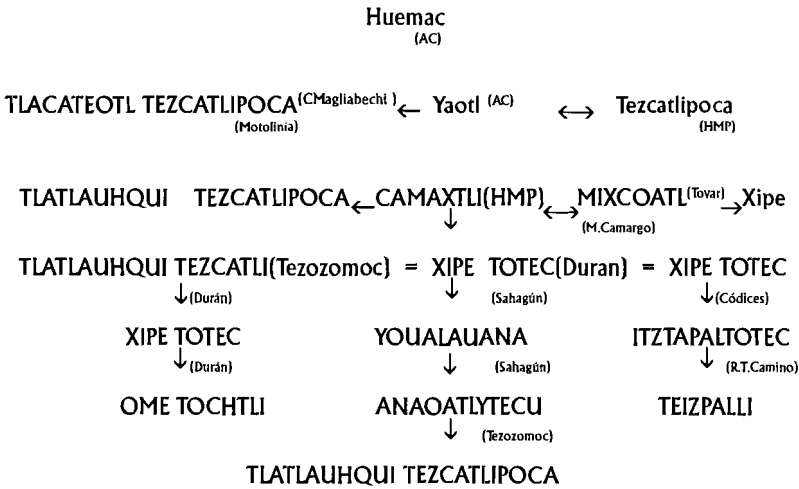 Huemac
(AC)
TLACATEOTL TEZCATLIPOCA(CMagliabechi) ← Yaotl (AC) ↔ Tezcatlipoca
(Motolinia) (HMP)
TLATLAUHQUI TEZCATLIPOCA ← CAMAXTLI(HMP) ↔ MIXCOATL(Tovar) → Xipe
↓ (M.Camargo)
TLATLAUHQUI TEZCATLI(Tezozomoc) = XIPE TOTEC(Duran) = XIPE TOTEC
↓(Durán) ↓ (Sahagún) ↓(Códices)
XIPE TOTEC YOUALAUANA ITZTAPALTOTEC
↓(Durán) ↓ (Sahagún) ↓ (R.T.Camino)
OME TOCHTLI ANAOATLYTECU TEIZPALLI
↓ (Tezozomoc)
TLATLAUHQUI TEZCATLIPOCA